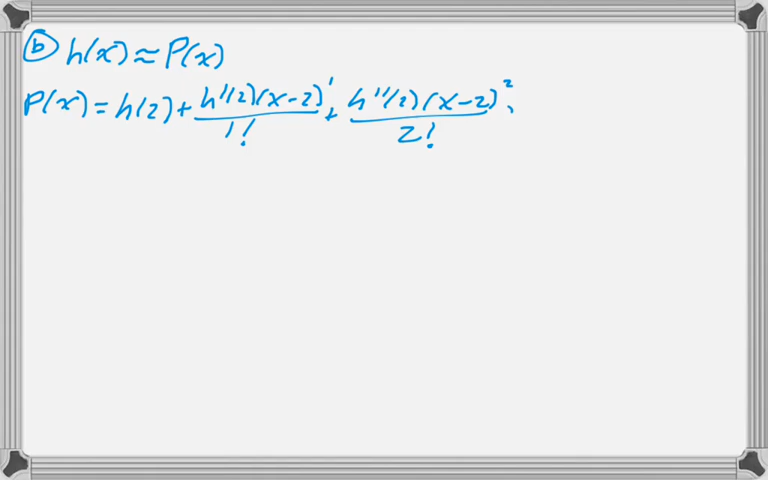 ⓑ h(x) ≈ P(x)
P(x) = h(2) + h'(2)(x-2)¹/1! + h''(2)(x-2)²/2!